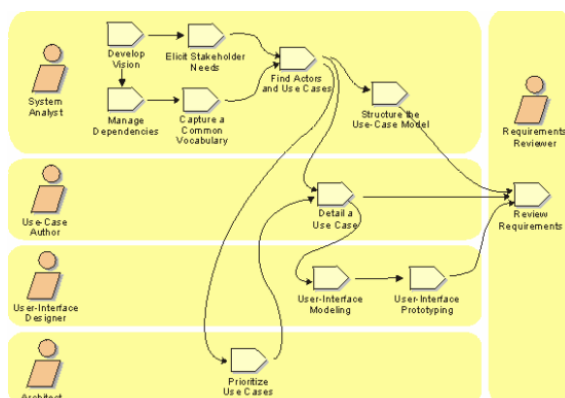 Develop
Vision
Elicit Stakeholder
Needs
Find Actors
and Use Cases
System
Analyst
Manage
Dependencies
Capture a
Common
Vocabulary
Structure the
Use-Case Model
Requirements
Reviewer
Use-Case
Author
Detail a
Use Case
Review
Requirements
User-Interface
Designer
User-Interface
Modeling
User-Interface
Prototyping
Architect
Prioritize
Use Cases